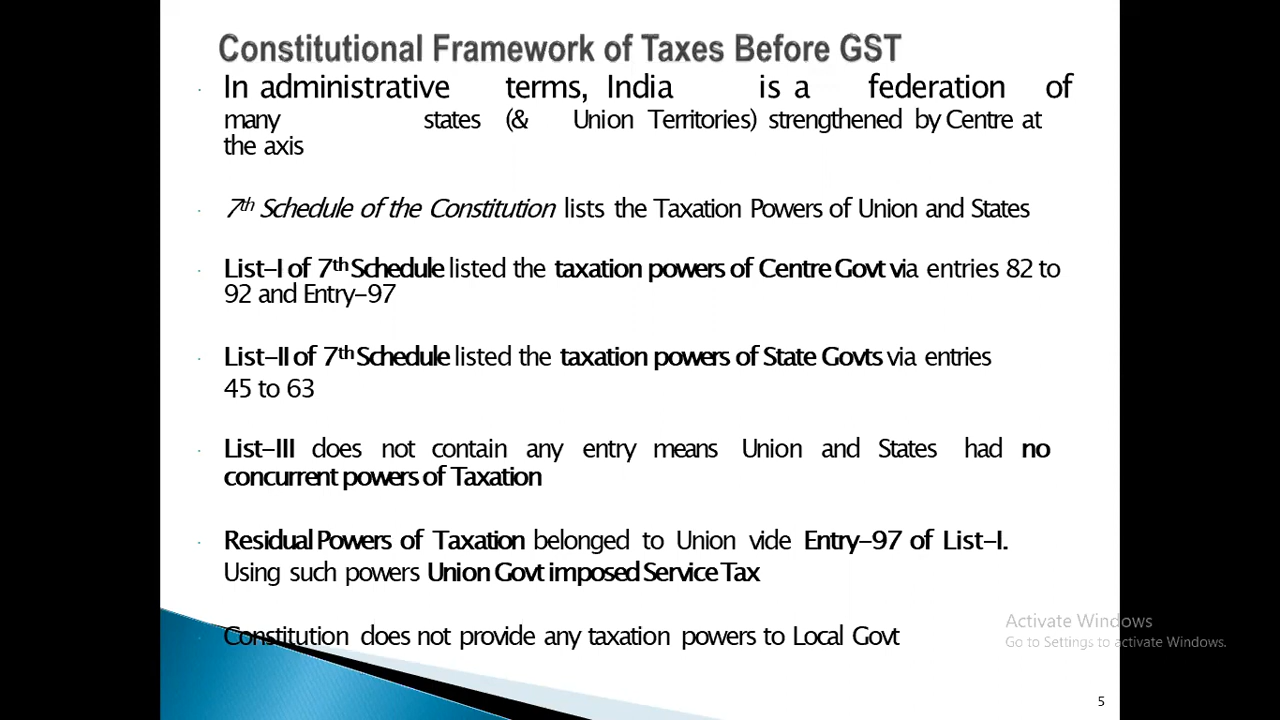 Constitutional Framework of Taxes Before GST
In administrative terms, India is a federation of
many states (& Union Territories) strengthened by Centre at
the axis
7th Schedule of the Constitution lists the Taxation Powers of Union and States
List-I of 7th Schedule listed the taxation powers of Centre Govt via entries 82 to
92 and Entry-97
List-II of 7th Schedule listed the taxation powers of State Govts via entries
45 to 63
List-III does not contain any entry means Union and States had no
concurrent powers of Taxation
Residual Powers of Taxation belonged to Union vide Entry-97 of List-I.
Using such powers Union Govt imposed Service Tax
Constitution does not provide any taxation powers to Local Govt
Activate Windows
Go to Settings to activate Windows.
5